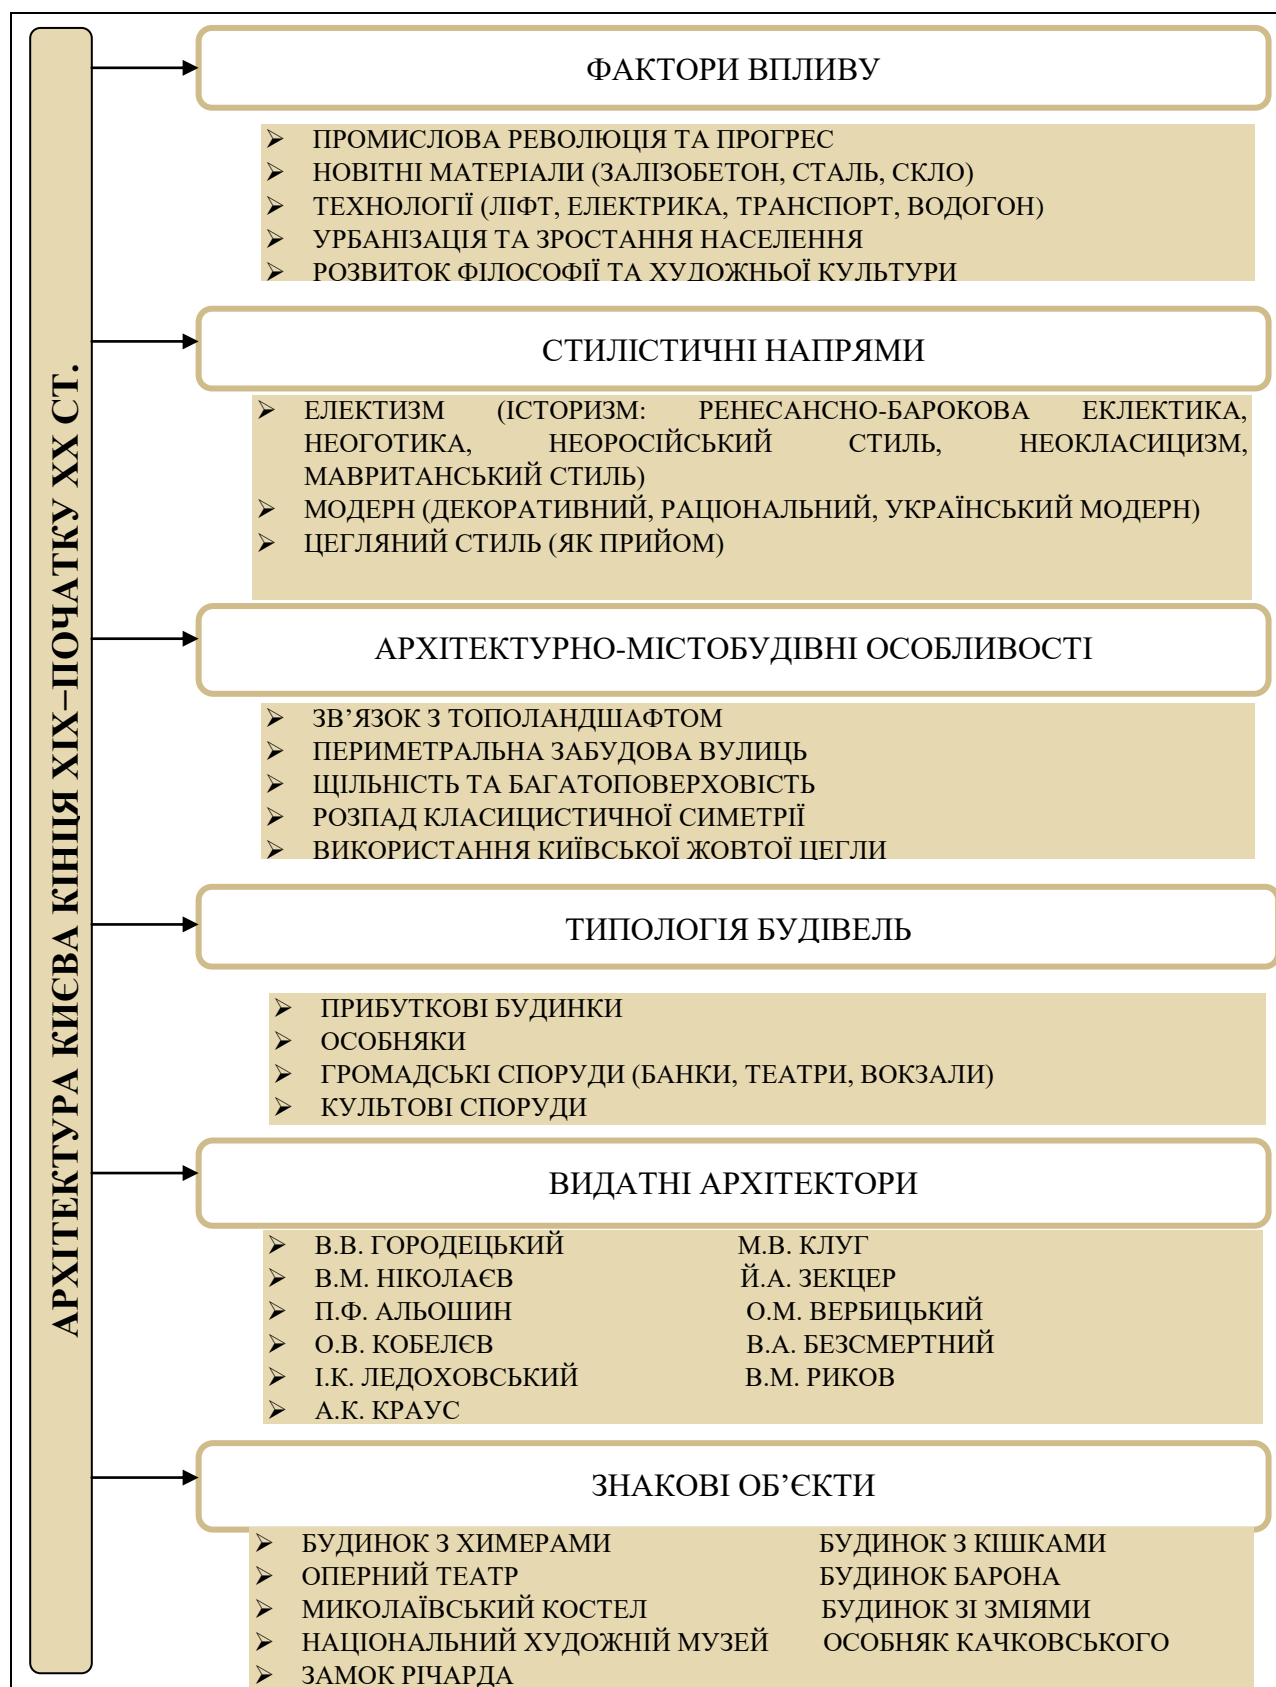 АРХІТЕКТУРА КИЄВА КІНЦЯ ХІХ–ПОЧАТКУ ХХ СТ.
ФАКТОРИ ВПЛИВУ
➢ ПРОМИСЛОВА РЕВОЛЮЦІЯ ТА ПРОГРЕС
➢ НОВІТНІ МАТЕРІАЛИ (ЗАЛІЗОБЕТОН, СТАЛЬ, СКЛО)
➢ ТЕХНОЛОГІЇ (ЛІФТ, ЕЛЕКТРИКА, ТРАНСПОРТ, ВОДОГОН)
➢ УРБАНІЗАЦІЯ ТА ЗРОСТАННЯ НАСЕЛЕННЯ
➢ РОЗВИТОК ФІЛОСОФІЇ ТА ХУДОЖНЬОЇ КУЛЬТУРИ
СТИЛІСТИЧНІ НАПРЯМИ
➢ ЕЛЕКТИЗМ (ІСТОРИЗМ: РЕНЕСАНСНО-БАРОКОВА ЕКЛЕКТИКА,
НЕОГОТИКА, НЕОРОСІЙСЬКИЙ СТИЛЬ, НЕОКЛАСИЦИЗМ,
МАВРИТАНСЬКИЙ СТИЛЬ)
➢ МОДЕРН (ДЕКОРАТИВНИЙ, РАЦІОНАЛЬНИЙ, УКРАЇНСЬКИЙ МОДЕРН)
➢ ЦЕГЛЯНИЙ СТИЛЬ (ЯК ПРИЙОМ)
АРХІТЕКТУРНО-МІСТОБУДІВНІ ОСОБЛИВОСТІ
➢ ЗВ’ЯЗОК З ТОПОЛАНДШАФТОМ
➢ ПЕРИМЕТРАЛЬНА ЗАБУДОВА ВУЛИЦЬ
➢ ЩІЛЬНІСТЬ ТА БАГАТОПОВЕРХОВІСТЬ
➢ РОЗПАД КЛАСИЦИСТИЧНОЇ СИМЕТРІЇ
➢ ВИКОРИСТАННЯ КИЇВСЬКОЇ ЖОВТОЇ ЦЕГЛИ
ТИПОЛОГІЯ БУДІВЕЛЬ
➢ ПРИБУТКОВІ БУДИНКИ
➢ ОСОБНЯКИ
➢ ГРОМАДСЬКІ СПОРУДИ (БАНКИ, ТЕАТРИ, ВОКЗАЛИ)
➢ КУЛЬТОВІ СПОРУДИ
ВИДАТНІ АРХІТЕКТОРИ
➢ В.В. ГОРОДЕЦЬКИЙ М.В. КЛУГ
➢ В.М. НІКОЛАЄВ Й.А. ЗЕКЦЕР
➢ П.Ф. АЛЬОШИН О.М. ВЕРБИЦЬКИЙ
➢ О.В. КОБЕЛЄВ В.А. БЕЗСМЕРТНИЙ
➢ І.К. ЛЕДОХОВСЬКИЙ В.М. РИКОВ
➢ А.К. КРАУС
ЗНАКОВІ ОБ’ЄКТИ
➢ БУДИНОК З ХИМЕРАМИ БУДИНОК З КІШКАМИ
➢ ОПЕРНИЙ ТЕАТР БУДИНОК БАРОНА
➢ МИКОЛАЇВСЬКИЙ КОСТЕЛ БУДИНОК ЗІ ЗМІЯМИ
➢ НАЦІОНАЛЬНИЙ ХУДОЖНІЙ МУЗЕЙ ОСОБНЯК КАЧКОВСЬКОГО
➢ ЗАМОК РІЧАРДА